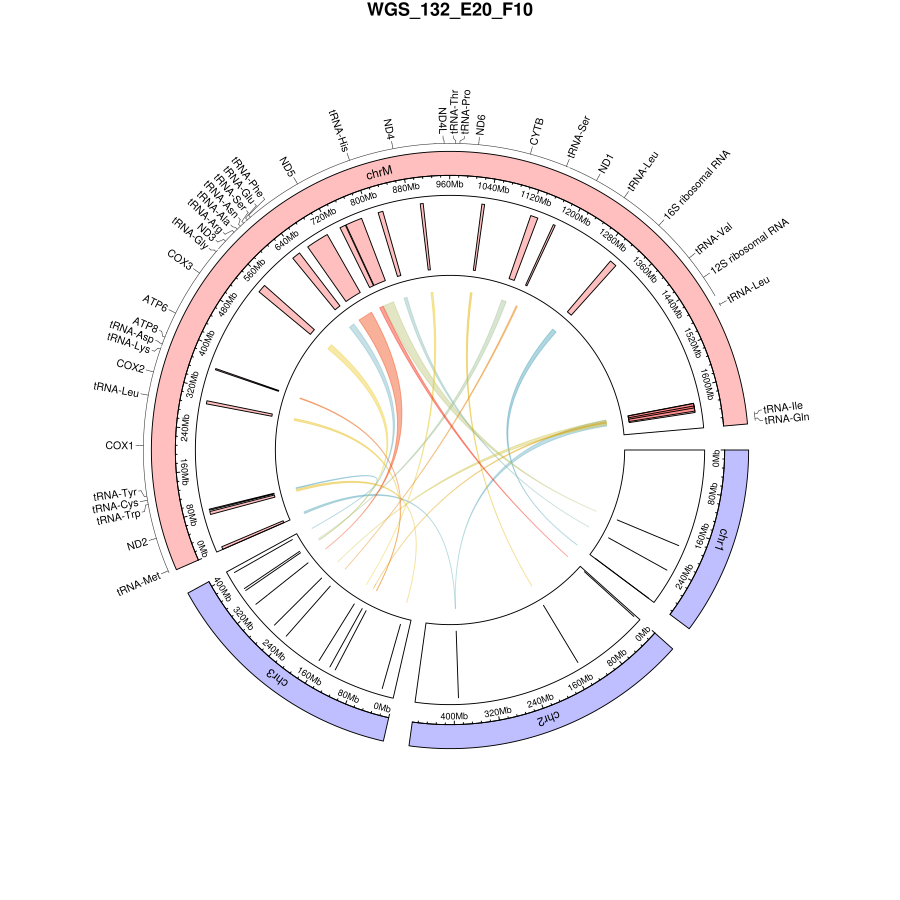 WGS_132_E20_F10
tRNA-Met
ND2
tRNA-Trp
tRNA-Cys
tRNA-Tyr
COX1
tRNA-Leu
COX2
tRNA-Lys
tRNA-Asp
ATP8
ATP6
COX3
tRNA-Gly
ND3
tRNA-Arg
tRNA-Ala
tRNA-Asn
tRNA-Ser
tRNA-Glu
tRNA-Phe
ND5
tRNA-His
ND4
ND4L
tRNA-Thr
tRNA-Pro
ND6
CYTB
tRNA-Ser
ND1
tRNA-Leu
16S ribosomal RNA
tRNA-Val
12S ribosomal RNA
tRNA-Leu
tRNA-Ile
tRNA-Gln
chrM
0Mb
80Mb
160Mb
240Mb
320Mb
400Mb
480Mb
560Mb
640Mb
720Mb
800Mb
880Mb
960Mb
1040Mb
1120Mb
1200Mb
1280Mb
1360Mb
1440Mb
1520Mb
1600Mb
chr1
0Mb
80Mb
160Mb
240Mb
chr2
0Mb
80Mb
160Mb
240Mb
320Mb
400Mb
chr3
0Mb
80Mb
160Mb
240Mb
320Mb
400Mb